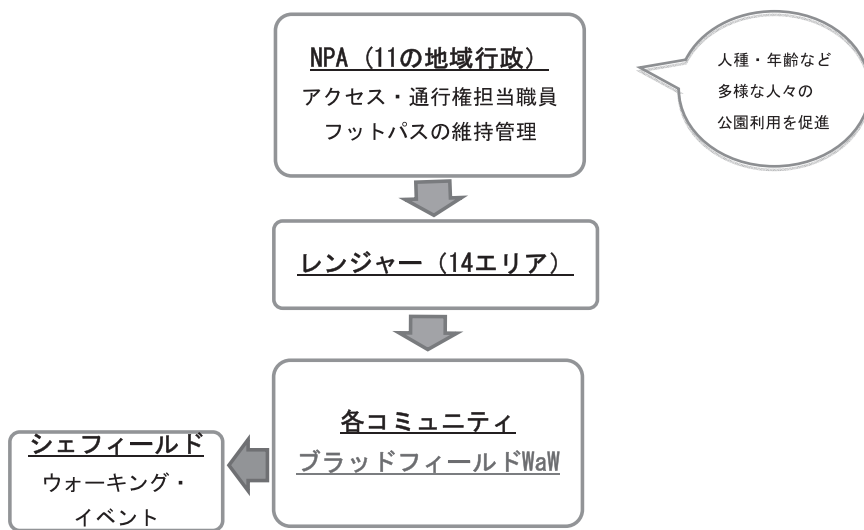 NPA（11の地域行政）
アクセス・通行権担当職員
フットパスの維持管理
人種・年齢など
多様な人々の
公園利用を促進
レンジャー（14エリア）
各コミュニティ
ブラッドフィールドWaW
シェフィールド
ウォーキング・
イベント